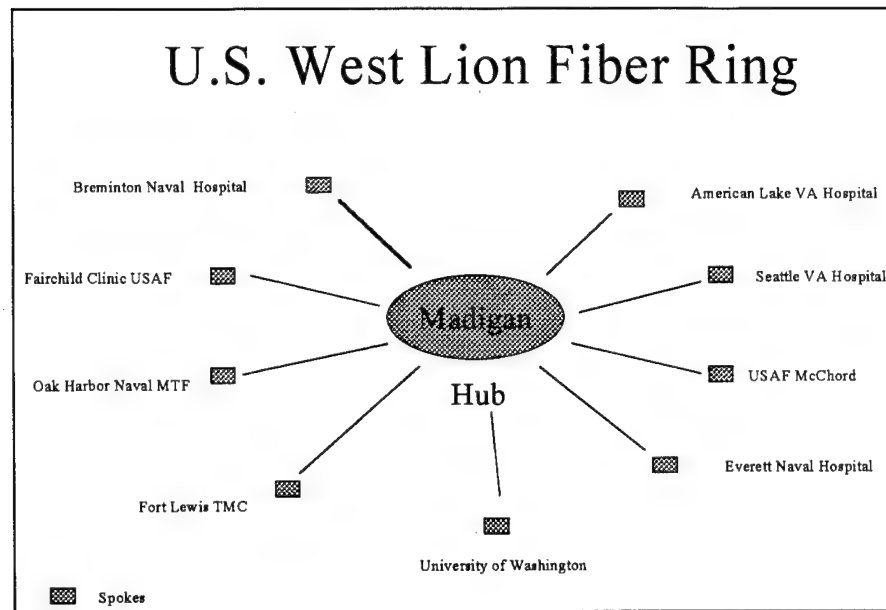 U.S. West Lion Fiber Ring
Breminton Naval Hospital
American Lake VA Hospital
Fairchild Clinic USAF
Seattle VA Hospital
Madigan
Oak Harbor Naval MTF
USAF McChord
Hub
Everett Naval Hospital
Fort Lewis TMC
University of Washington
Spokes